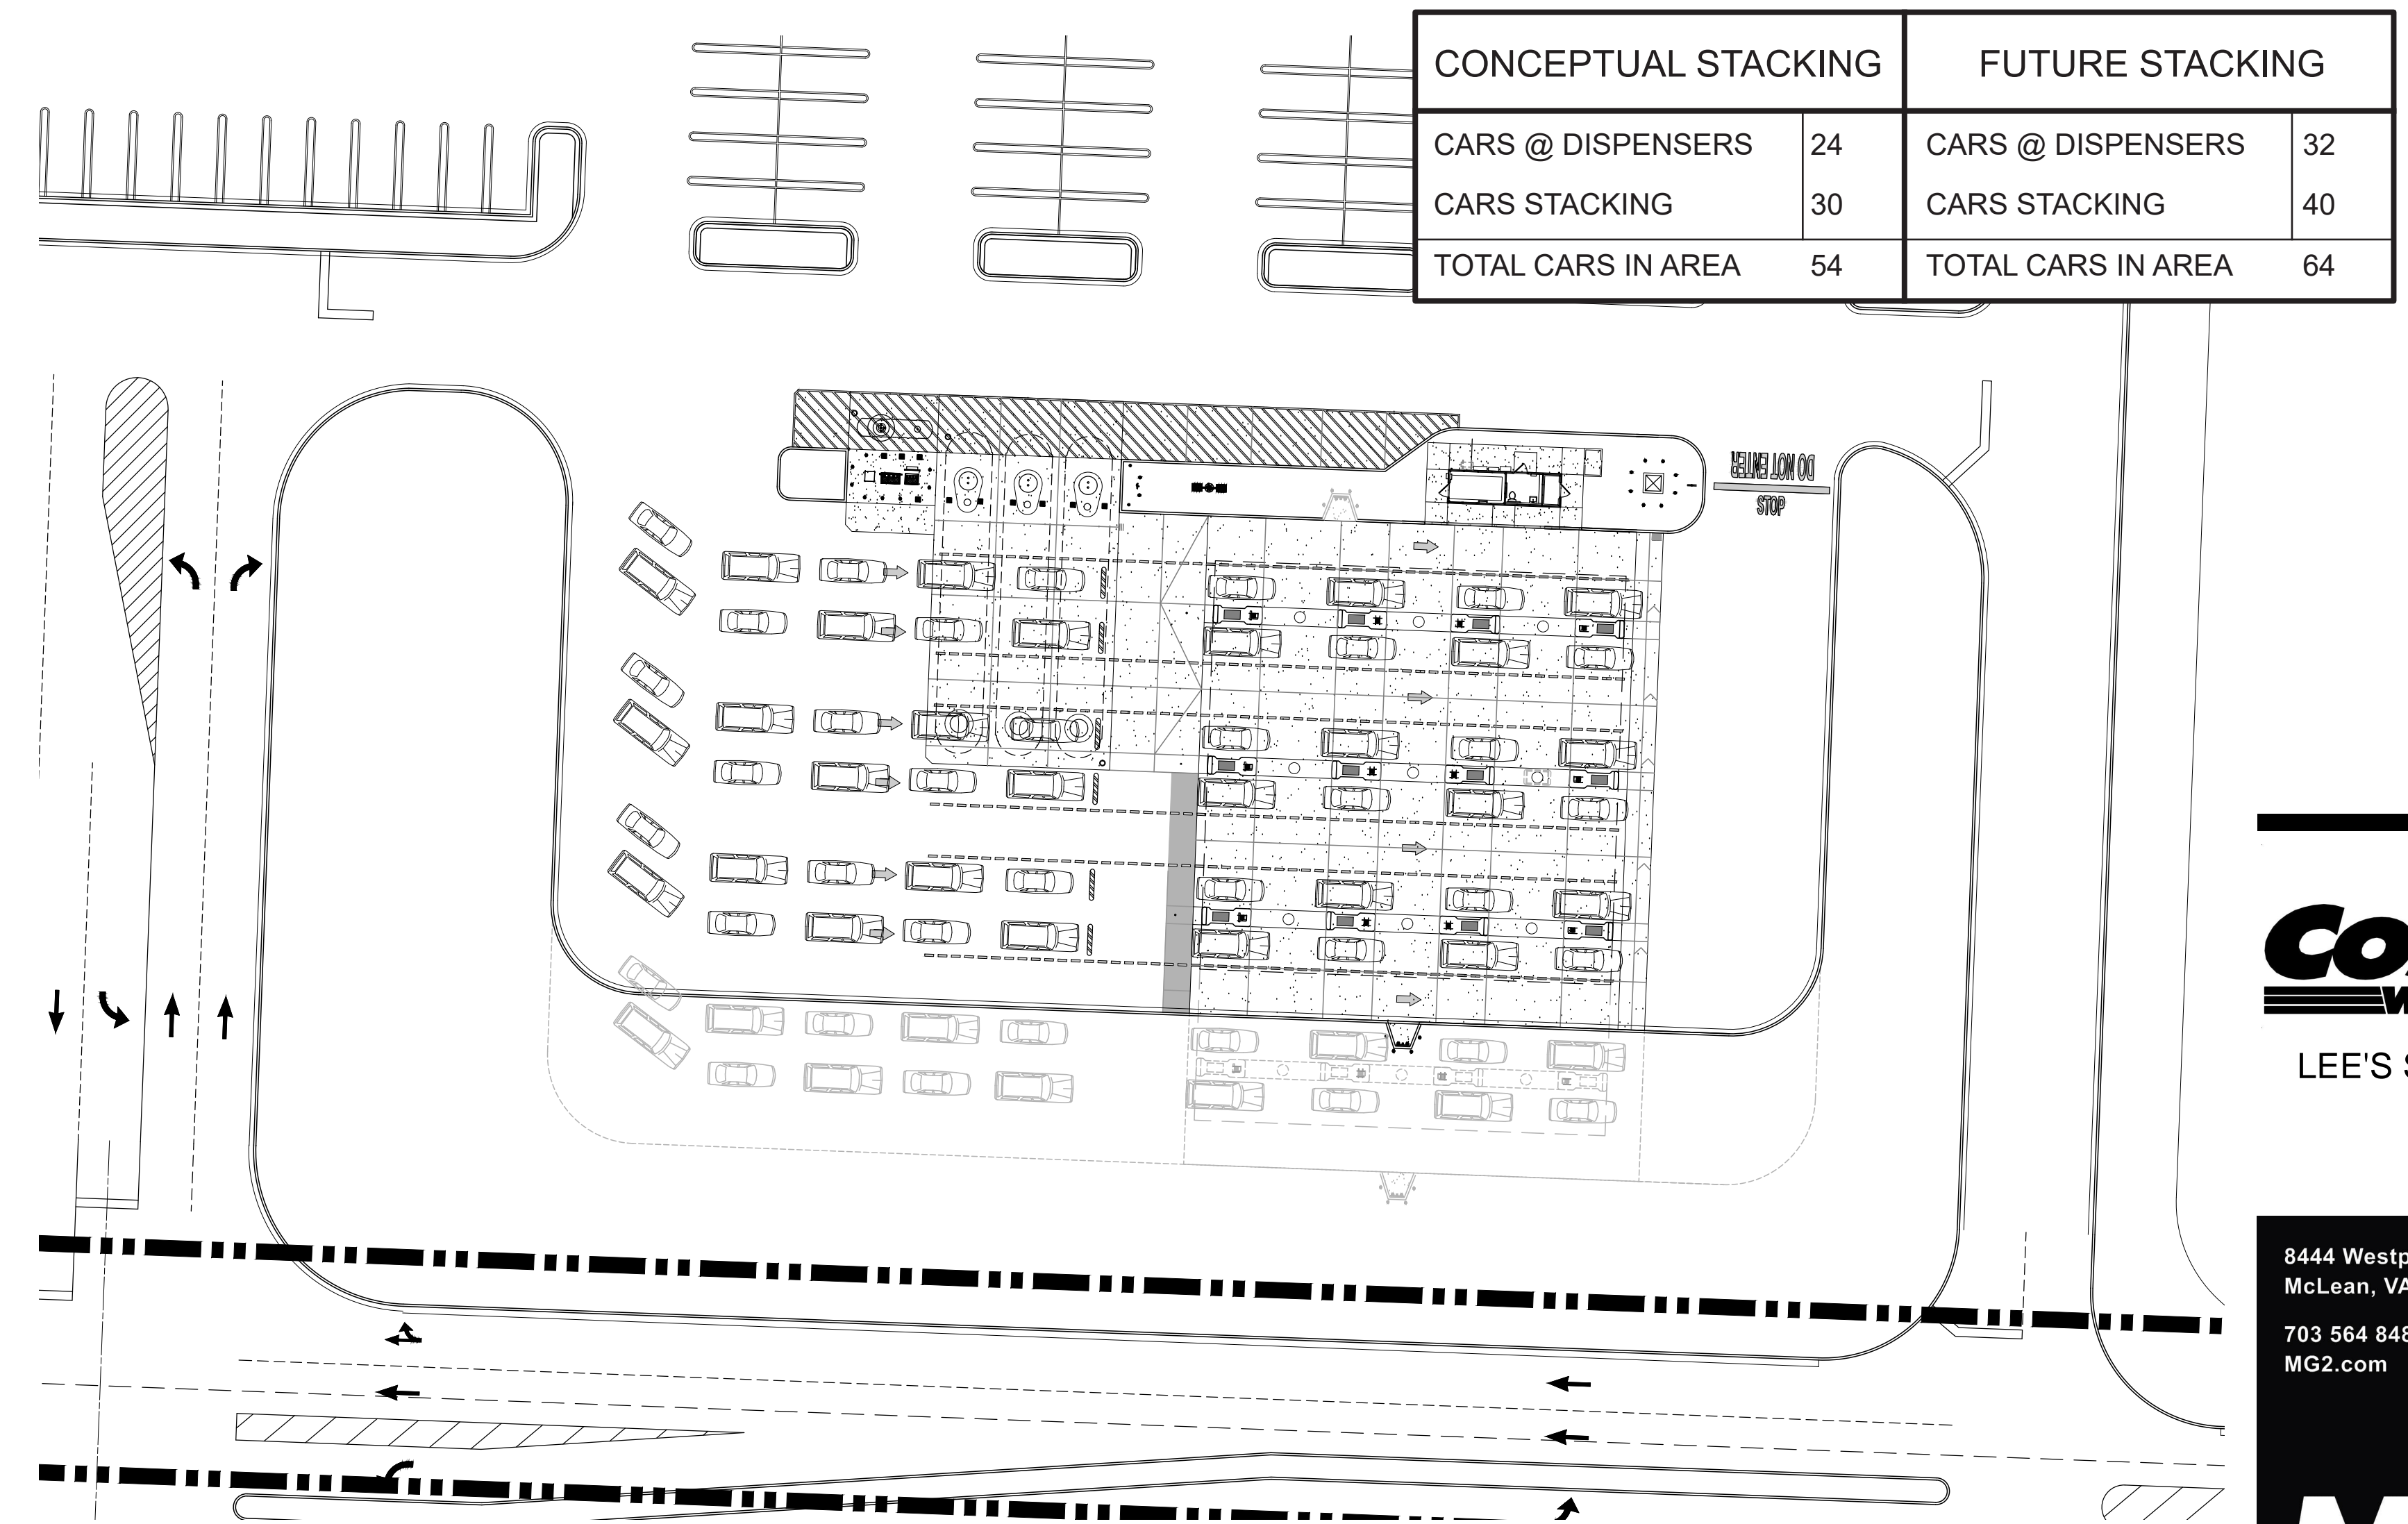 CONCEPTUAL STACKING FUTURE STACKING
CARS @ DISPENSERS 24 CARS @ DISPENSERS 32
CARS STACKING 30 CARS STACKING 40
TOTAL CARS IN AREA 54 TOTAL CARS IN AREA 64
DO NOT ENTER
STOP
LEE'S
8444
McLean, VA
703 564
MG2.com